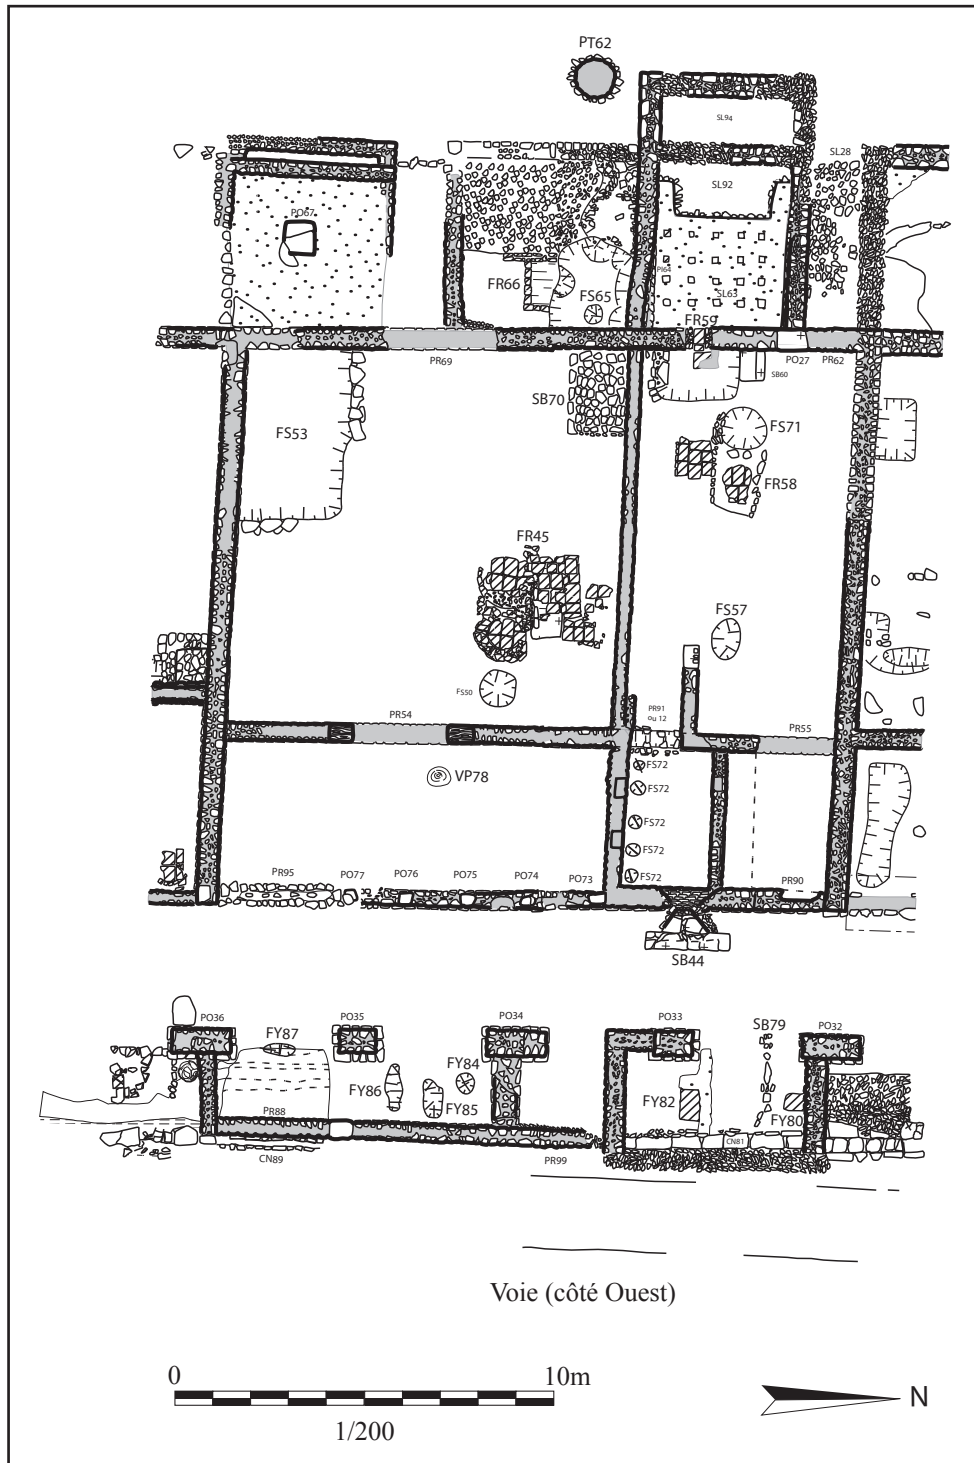 PT62
SL94
SL28
SL92
PO67
PI64
FR66
FS65
SL63
FR59
PR69
PO27
PR62
SB60
SB70
FS53
FS71
FR58
FR45
FS57
FS50
PR91
ou 12
PR54
PR55
FS72
VP78
FS72
FS72
FS72
FS72
PR95
PO77
PO76
PO75
PO74
PO73
PR90
SB44
PO36
FY87
PO35
PO34
PO33
SB79
PO32
FY84
FY86
FY85
FY82
FY80
PR88
CN81
CN89
PR99
Voie (côté Ouest)
0 10m
1/200
N